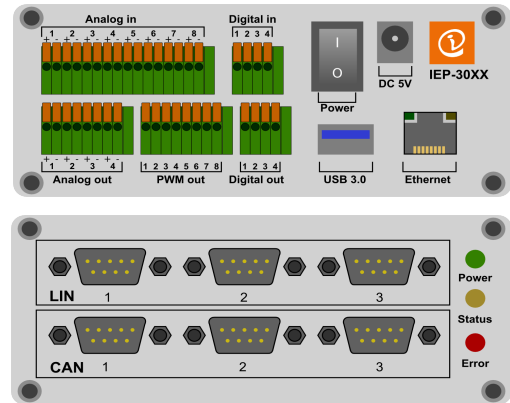 Analog in
Digital in
1 2 3 4 5 6 7 8
+ - + - + - + - + - + - + - + -
1 2 3 4
I
O
Power
DC 5V
IEP-30XX
+ - + - + - + -
1 2 3 4
Analog out
1 2 3 4 5 6 7 8
PWM out
1 2 3 4
Digital out
USB 3.0
Ethernet
LIN 1 2 3
CAN 1 2 3
Power
Status
Error